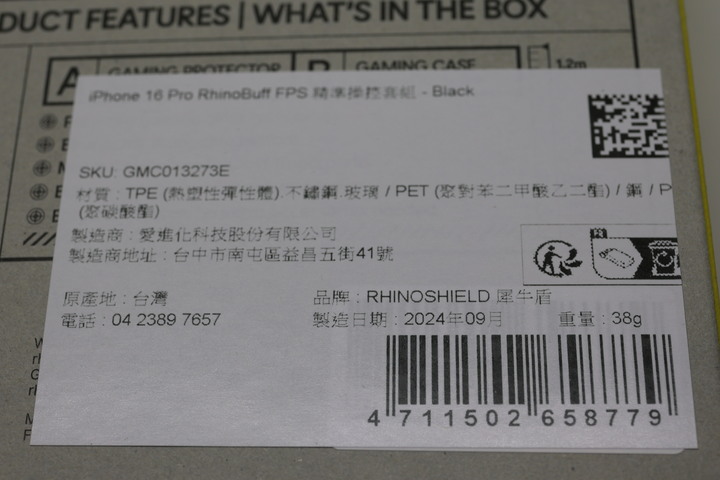 DUCT FEATURES | WHAT'S IN THE BOX
A GAMING PROTECTOR B GAMING CASE
1.2m
iPhone 16 Pro RhinoBuff FPS 精準操控套組 - Black
SKU: GMC013273E
材質：TPE (熱塑性彈性體).不鏽鋼.玻璃 / PET (聚對苯二甲酸乙二酯) / 鋼 / P
(聚碳酸酯)
製造商：愛進化科技股份有限公司
製造商地址：台中市南屯區益昌五街41號
原產地：台灣
品牌：RHINOSHIELD 犀牛盾
電話：04 2389 7657
製造日期：2024年09月
重量：38g
4 711502 658779